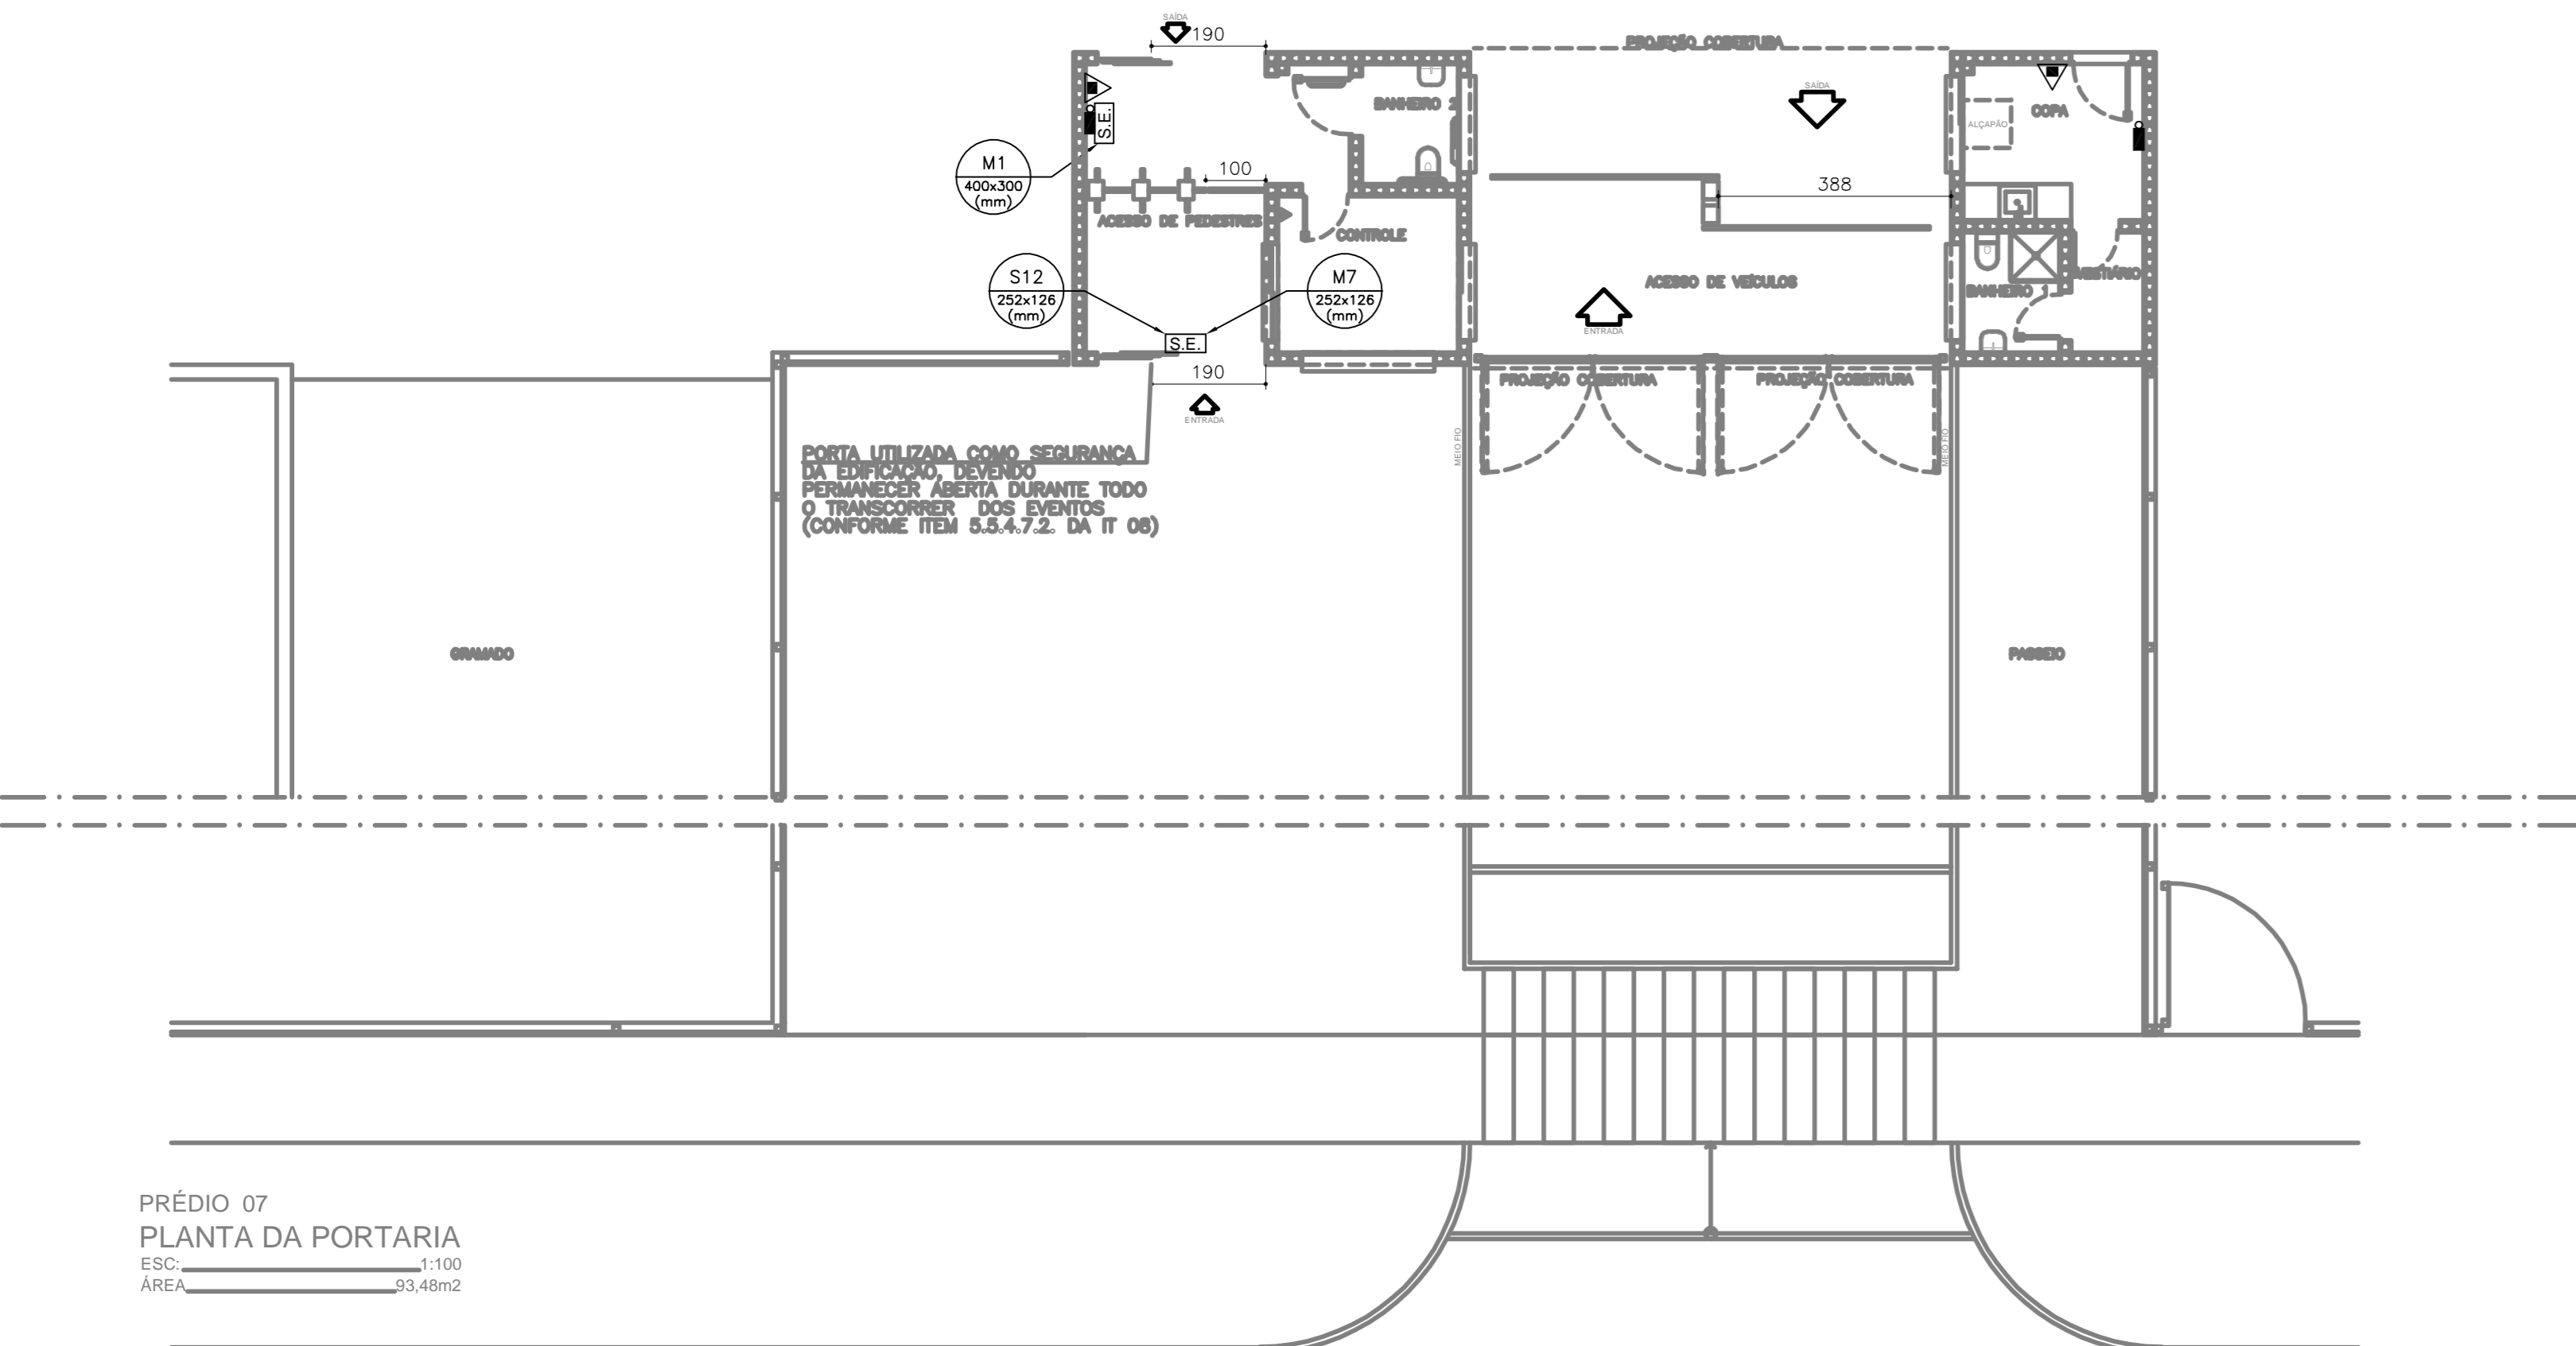 SAÍDA
190
PROJEÇÃO COBERTURA
SAÍDA
BANHEIRO 2
COPA
ALÇAPÃO
S.E.
M1
400x300
(mm)
100
388
ACESSO DE PEDESTRES
CONTROLE
S12
252x126
(mm)
M7
252x126
(mm)
ACESSO DE VEÍCULOS
VESTIÁRIO
BANHEIRO 1
ENTRADA
S.E.
190
ENTRADA
PROJEÇÃO COBERTURA
PROJEÇÃO COBERTURA
MEIO FIO
MEIO FIO
PORTA UTILIZADA COMO SEGURANÇA
DA EDIFICAÇÃO, DEVENDO
PERMANECER ABERTA DURANTE TODO
O TRANSCORRER DOS EVENTOS
(CONFORME ITEM 5.5.4.7.2. DA IT 08)
GRAMADO
PASSEIO
PRÉDIO 07
PLANTA DA PORTARIA
ESC: 1:100
ÁREA 93,48m2